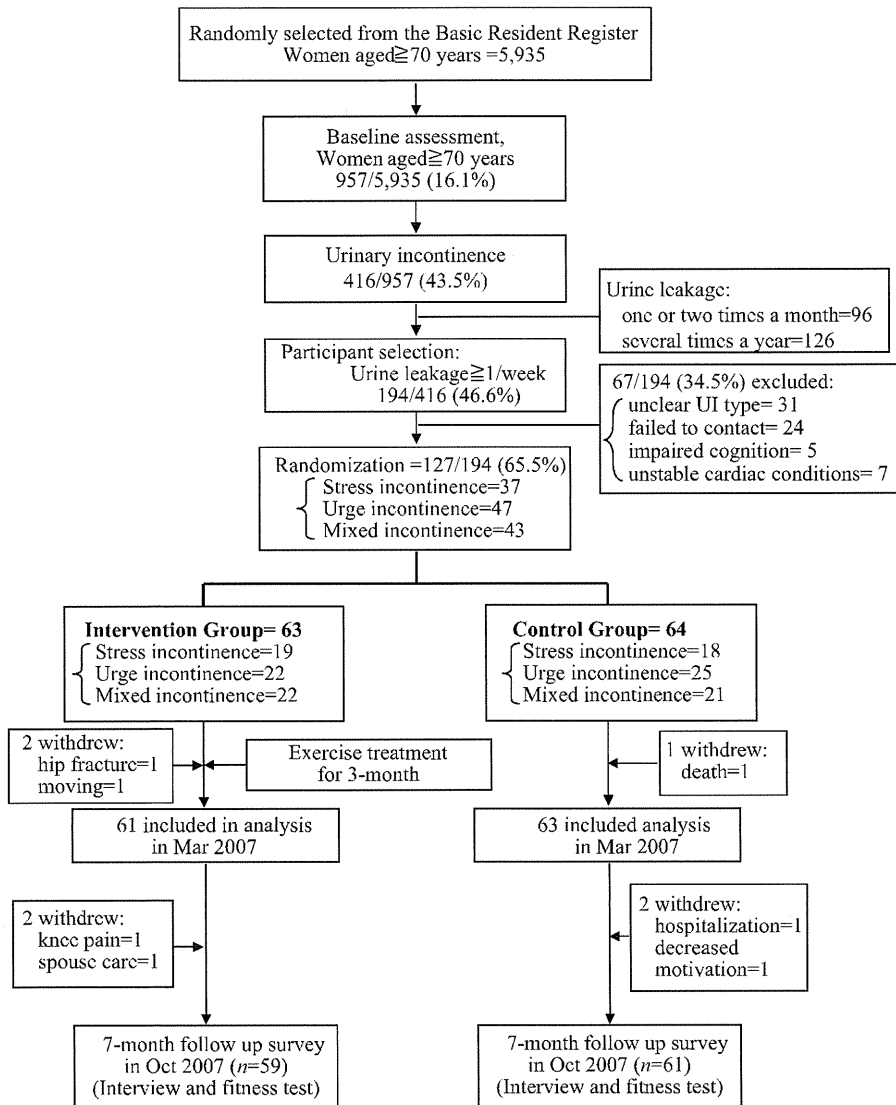 Randomly selected from the Basic Resident Register
Women aged≧70 years =5,935
Baseline assessment,
Women aged≧70 years
957/5,935 (16.1%)
Urinary incontinence
416/957 (43.5%)
Urine leakage:
one or two times a month=96
several times a year=126
Participant selection:
Urine leakage≧1/week
194/416 (46.6%)
67/194 (34.5%) excluded:
unclear UI type= 31
failed to contact= 24
impaired cognition= 5
unstable cardiac conditions= 7
Randomization =127/194 (65.5%)
Stress incontinence=37
Urge incontinence=47
Mixed incontinence=43
Intervention Group= 63
Stress incontinence=19
Urge incontinence=22
Mixed incontinence=22
Control Group= 64
Stress incontinence=18
Urge incontinence=25
Mixed incontinence=21
2 withdrew:
hip fracture=1
moving=1
Exercise treatment
for 3-month
1 withdrew:
death=1
61 included in analysis
in Mar 2007
63 included analysis
in Mar 2007
2 withdrew:
knee pain=1
spouse care=1
2 withdrew:
hospitalization=1
decreased
motivation=1
7-month follow up survey
in Oct 2007 (n=59)
(Interview and fitness test)
7-month follow up survey
in Oct 2007 (n=61)
(Interview and fitness test)